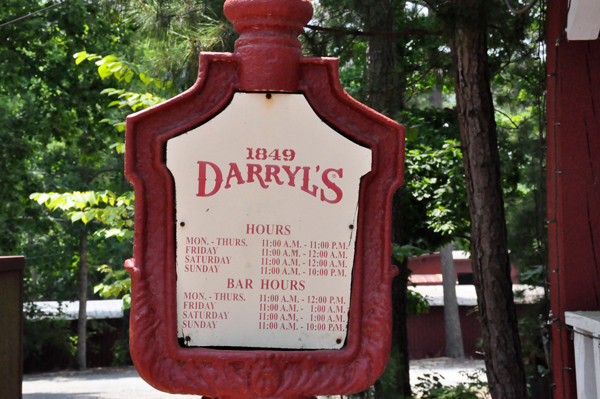 1849
DARRYL'S
HOURS
MON, - THURS. 11:00 A.M. - 11:00 P.M.
FRIDAY 11:00 A.M. - 12:00 A.M.
SATURDAY 11:00 A.M. - 12:00 A.M.
SUNDAY 11:00 A.M. - 10:00 P.M.
BAR HOURS
MON, - THURS. 11:00 A.M. - 12:00 P.M.
FRIDAY 11:00 A.M. - 1:00 A.M.
SATURDAY 11:00 A.M. - 1:00 A.M.
SUNDAY 11:00 A.M. - 10:00 P.M.